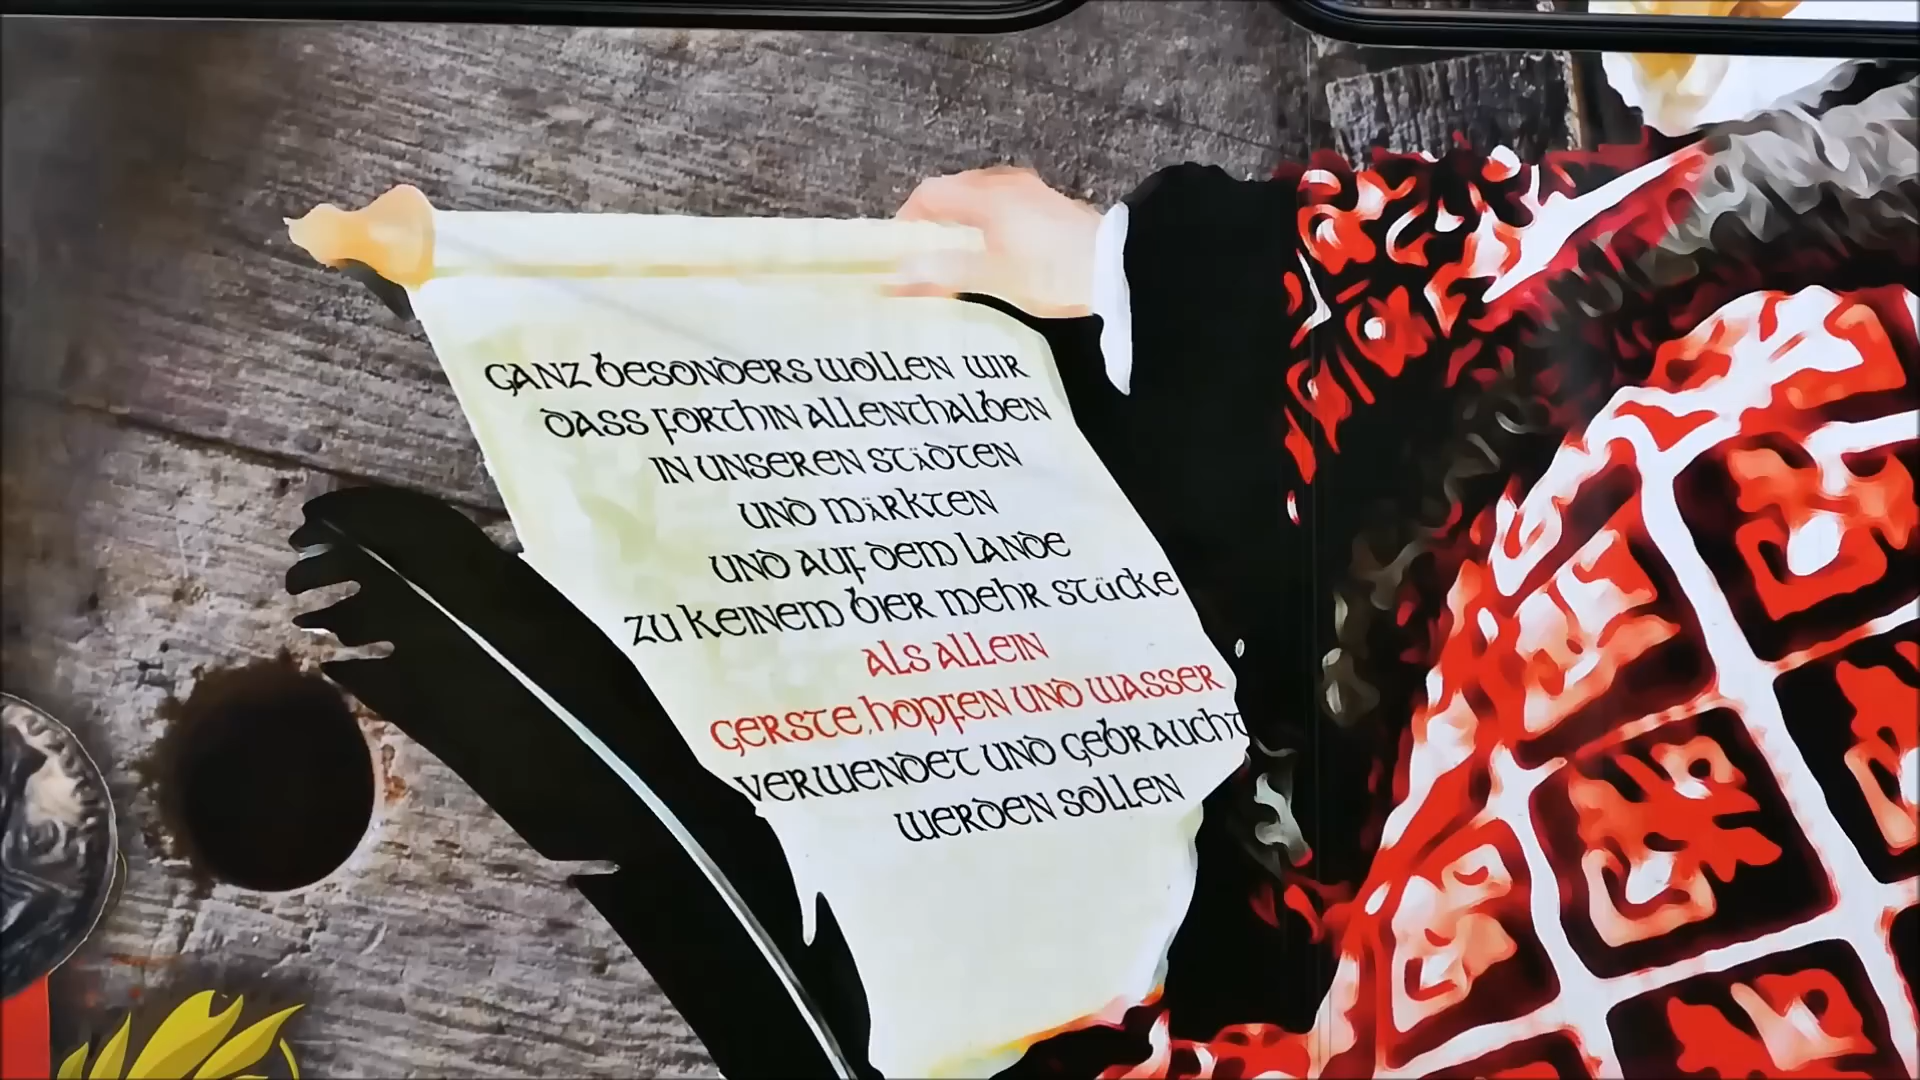 GANZ BESONDERS WOLLEN WIR
DASS FORTHIN ALLENTHALBEN
IN UNSEREN STÄDTEN
UND MÄRKTEN
UND AUF DEM LANDE
ZU KEINEM BIER MEHR STÜCKE
ALS ALLEIN
GERSTE, HOPFEN UND WASSER
VERWENDET UND GEBRAUCHT
WERDEN SOLLEN